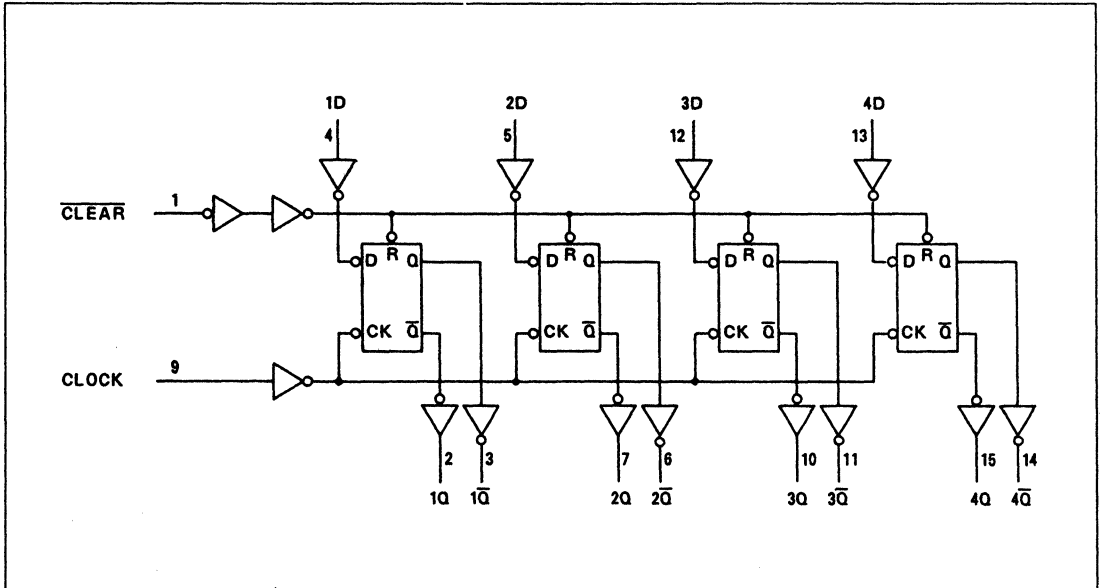 1D 2D 3D 4D
4 5 12 13
C̅L̅E̅A̅R̅ 1
R R R R
D Q D Q D Q D Q
CK Q̅ CK Q̅ CK Q̅ CK Q̅
CLOCK 9
2 3 7 6 10 11 15 14
1Q 1Q̅ 2Q 2Q̅ 3Q 3Q̅ 4Q 4Q̅